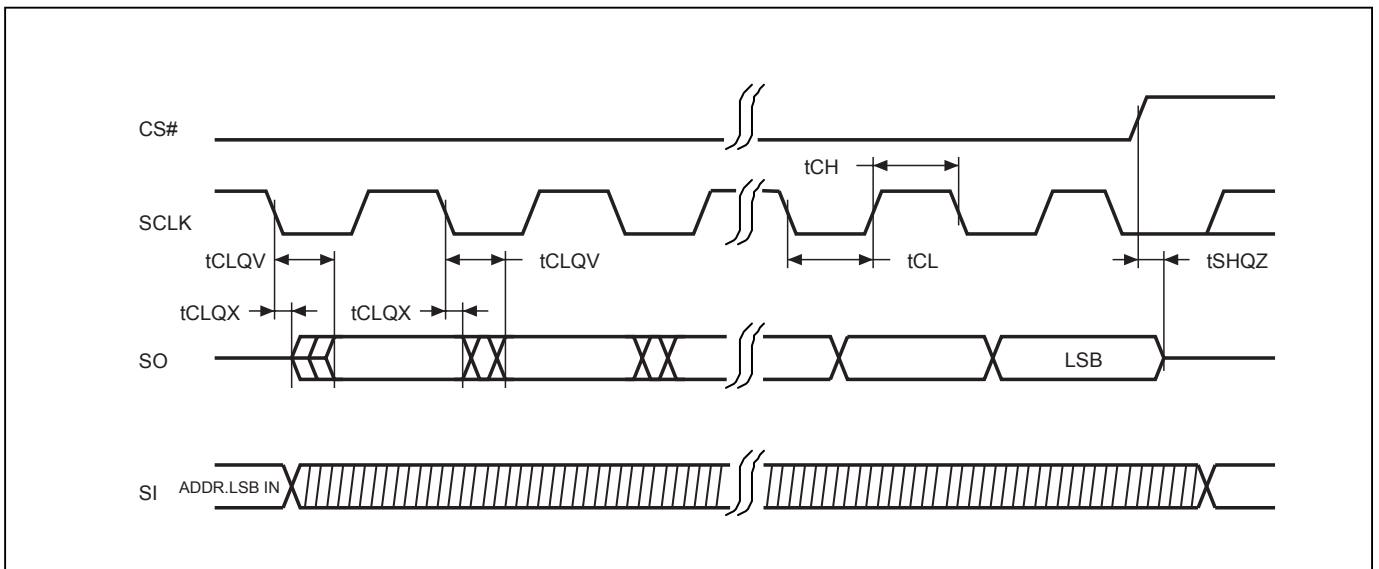 CS#
tCH
SCLK
tCLQV
tCLQV
tCL
tSHQZ
tCLQX
tCLQX
SO
LSB
SI
ADDR.LSB IN